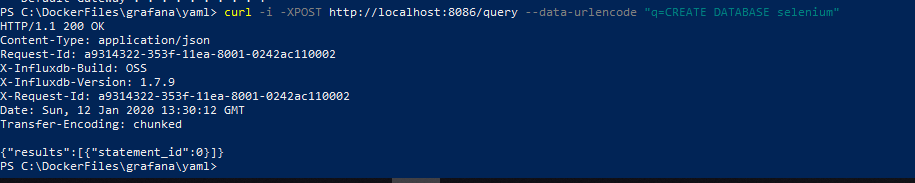 PS C:\DockerFiles\grafana\yaml> curl -i -XPOST http://localhost:8086/query --data-urlencode "q=CREATE DATABASE selenium"
HTTP/1.1 200 OK
Content-Type: application/json
Request-Id: a9314322-353f-11ea-8001-0242ac110002
X-Influxdb-Build: OSS
X-Influxdb-Version: 1.7.9
X-Request-Id: a9314322-353f-11ea-8001-0242ac110002
Date: Sun, 12 Jan 2020 13:30:12 GMT
Transfer-Encoding: chunked
{"results":[{"statement_id":0}]}
PS C:\DockerFiles\grafana\yaml>